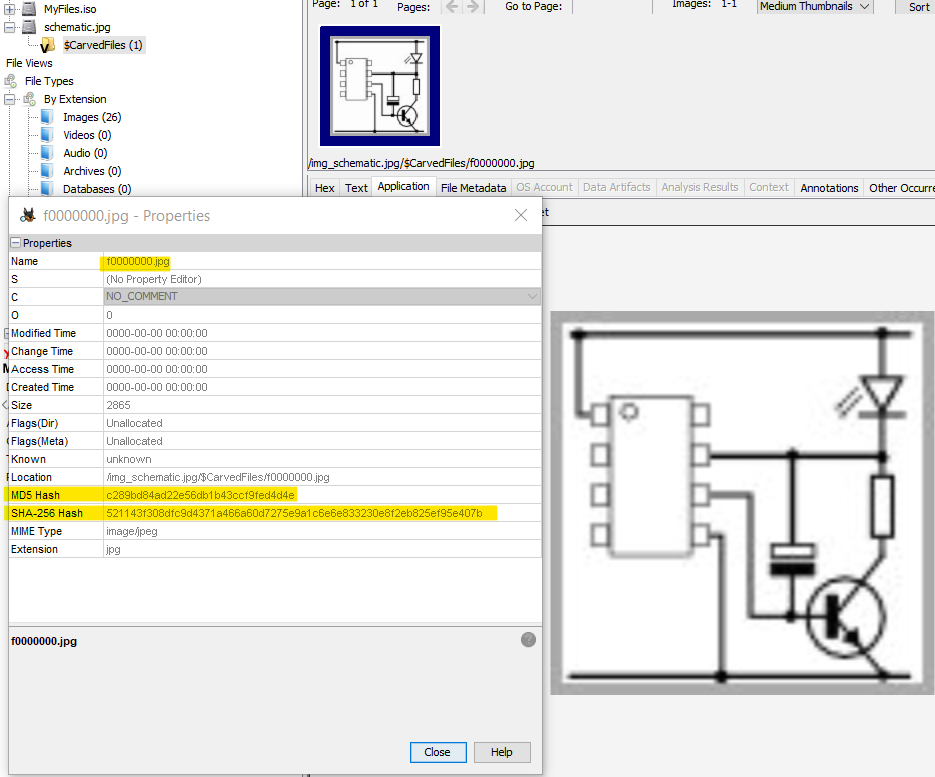 MyFiles.iso
schematic.jpg
$CarvedFiles (1)
File Views
File Types
By Extension
Images (26)
Videos (0)
Audio (0)
Archives (0)
Databases (0)
Page: 1 of 1 Pages: Go to Page: Images: 1-1 Medium Thumbnails Sort
/img_schematic.jpg/$CarvedFiles/f0000000.jpg
Hex Text Application File Metadata OS Account Data Artifacts Analysis Results Context Annotations Other Occurre
f0000000.jpg - Properties
Properties
Name f0000000.jpg
S (No Property Editor)
C NO_COMMENT
O 0
Modified Time 0000-00-00 00:00:00
Change Time 0000-00-00 00:00:00
Access Time 0000-00-00 00:00:00
Created Time 0000-00-00 00:00:00
Size 2865
Flags(Dir) Unallocated
Flags(Meta) Unallocated
Known unknown
Location /img_schematic.jpg/$CarvedFiles/f0000000.jpg
MD5 Hash c289bd84ad22e56db1b43ccf9fed4d4e
SHA-256 Hash 521143f308dfc9d4371a466a60d7275e9a1c6e6e833230e8f2eb825ef95e407b
MIME Type image/jpeg
Extension jpg
f0000000.jpg
Close Help